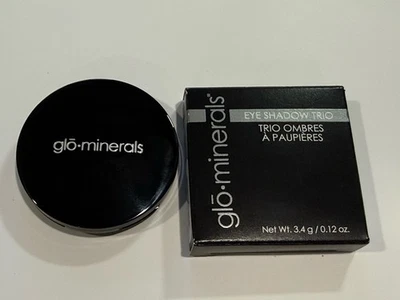 glō·minerals
glō·minerals®
EYE SHADOW TRIO
TRIO OMBRES
À PAUPIÈRES
Net Wt. 3.4 g / 0.12 oz.